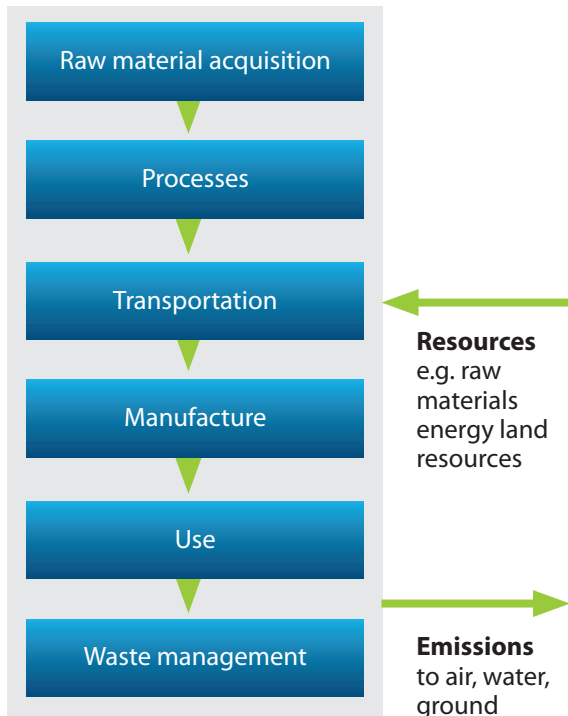 Raw material acquisition
Processes
Transportation
Manufacture
Use
Waste management
Resources
e.g. raw
materials
energy land
resources
Emissions
to air, water,
ground